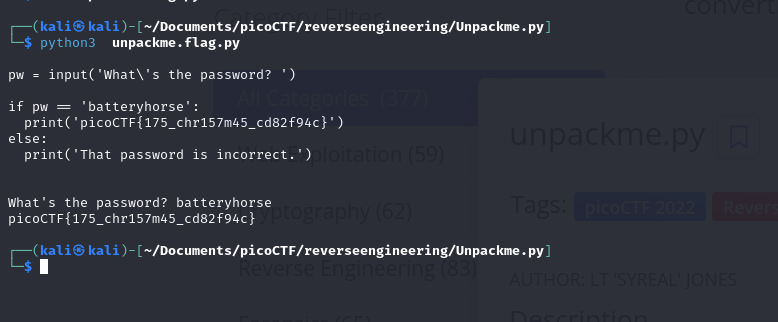 ┌──(kali㉿kali)-[~/Documents/picoCTF/reverseengineering/Unpackme.py]
└─$ python3  unpackme.flag.py

pw = input('What\'s the password? ')

if pw == 'batteryhorse':
  print('picoCTF{175_chr157m45_cd82f94c}')
else:
  print('That password is incorrect.')

What's the password? batteryhorse
picoCTF{175_chr157m45_cd82f94c}

┌──(kali㉿kali)-[~/Documents/picoCTF/reverseengineering/Unpackme.py]
└─$
Category Filter
All Categories (377)
Exploitation (59)
Cryptography (62)
Reverse Engineering (83)
convert
unpackme.py
Tags: picoCTF 2022
AUTHOR: LT 'SYREAL' JONES
Description